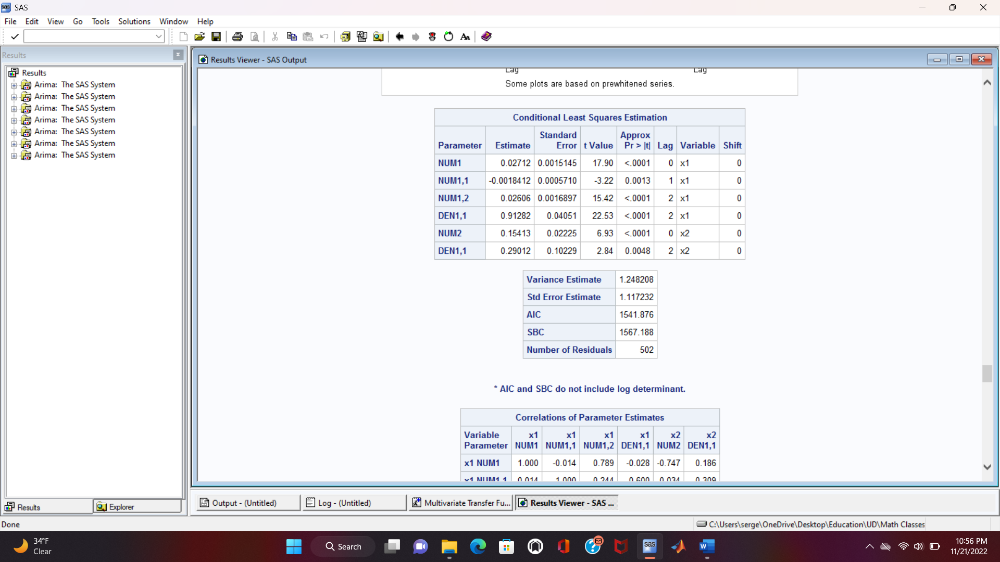 SAS
File Edit View Go Tools Solutions Window Help
Results
Results
Arima: The SAS System
Arima: The SAS System
Arima: The SAS System
Arima: The SAS System
Arima: The SAS System
Arima: The SAS System
Arima: The SAS System
Results Explorer
Results Viewer - SAS Output
Lag Lag
Some plots are based on prewhitened series.
Conditional Least Squares Estimation
Parameter Estimate Standard Error t Value Approx Pr > |t| Lag Variable Shift
NUM1 0.02712 0.0015145 17.90 <.0001 0 x1 0
NUM1,1 -0.0018412 0.0005710 -3.22 0.0013 1 x1 0
NUM1,2 0.02606 0.0016897 15.42 <.0001 2 x1 0
DEN1,1 0.91282 0.04051 22.53 <.0001 2 x1 0
NUM2 0.15413 0.02225 6.93 <.0001 0 x2 0
DEN1,1 0.29012 0.10229 2.84 0.0048 2 x2 0
Variance Estimate 1.248208
Std Error Estimate 1.117232
AIC 1541.876
SBC 1567.188
Number of Residuals 502
* AIC and SBC do not include log determinant.
Correlations of Parameter Estimates
Variable x1 x1 x1 x1 x2 x2
Parameter NUM1 NUM1,1 NUM1,2 DEN1,1 NUM2 DEN1,1
x1 NUM1 1.000 -0.014 0.789 -0.028 -0.747 0.186
x1 NUM1,1 1.000
Output - (Untitled) Log - (Untitled) Multivariate Transfer Fu... Results Viewer - SAS ...
Done C:\Users\serge\OneDrive\Desktop\Education\UD\Math Classes
34°F
Clear
Search
sas
10:56 PM
11/21/2022